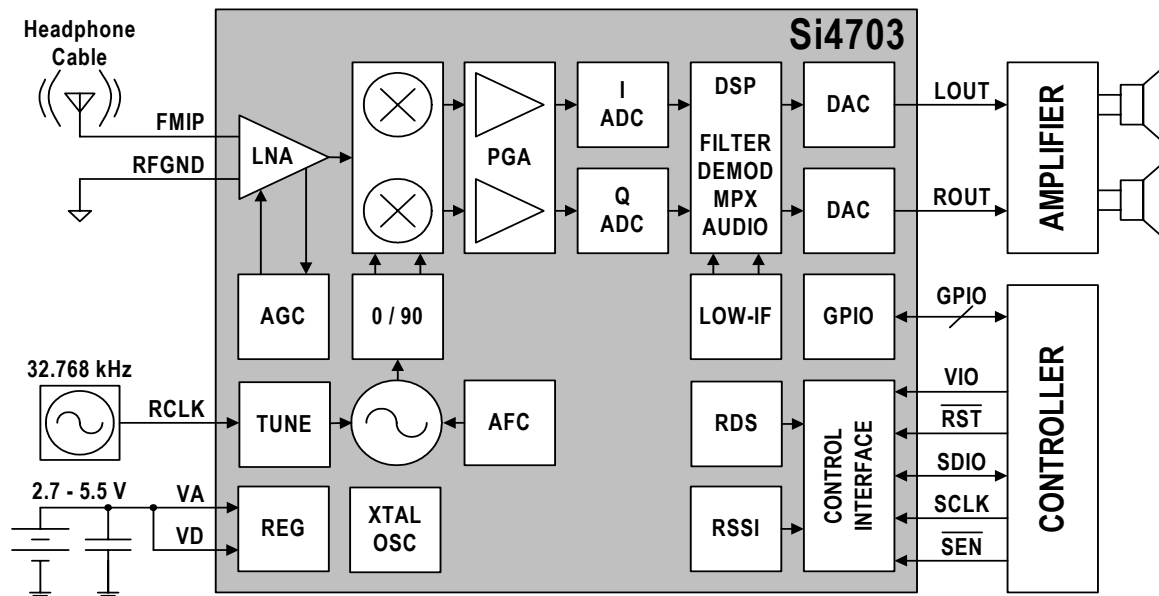 Si4703
Headphone
Cable
FMIP
RFGND
LNA
PGA
I
ADC
Q
ADC
DSP
FILTER
DEMOD
MPX
AUDIO
DAC
DAC
LOUT
ROUT
AMPLIFIER
AGC
0 / 90
LOW-IF
GPIO
GPIO
32.768 kHz
RCLK
TUNE
AFC
RDS
CONTROL
INTERFACE
VIO
RST
SDIO
SCLK
SEN
CONTROLLER
2.7 - 5.5 V
VA
VD
REG
XTAL
OSC
RSSI